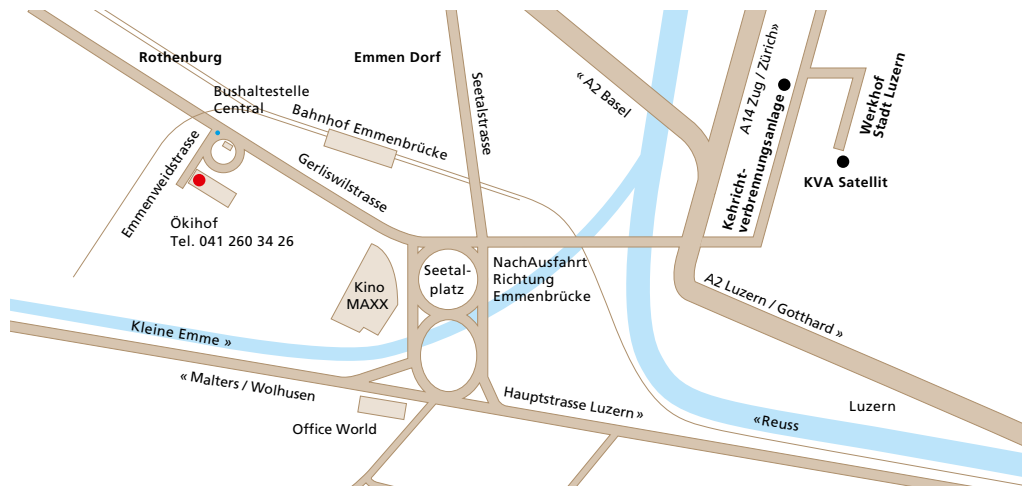 Rothenburg
Emmen Dorf
Bushaltestelle
Central
Bahnhof Emmenbrücke
Seetalstrasse
« A2 Basel
A14 Zug / Zürich»
Kehricht-
verbrennungsanlage
Werkhof
Stadt Luzern
KVA Satellit
Emmenweidstrasse
Gerliswilstrasse
Ökihof
Tel. 041 260 34 26
Kino
MAXX
Seetal-
platz
NachAusfahrt
Richtung
Emmenbrücke
A2 Luzern / Gotthard »
Kleine Emme »
« Malters / Wolhusen
Hauptstrasse Luzern »
Office World
Luzern
«Reuss